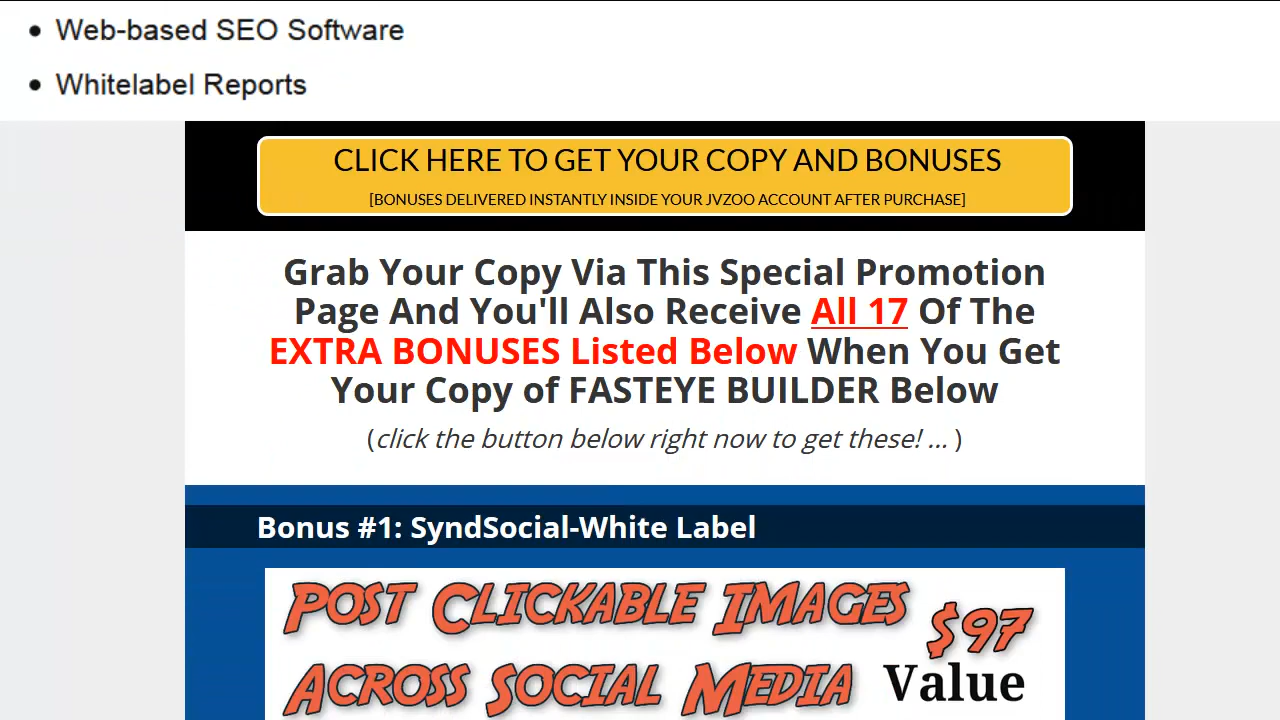 Web-based SEO Software
Whitelabel Reports
CLICK HERE TO GET YOUR COPY AND BONUSES
[BONUSES DELIVERED INSTANTLY INSIDE YOUR JVZOO ACCOUNT AFTER PURCHASE]
Grab Your Copy Via This Special Promotion
Page And You'll Also Receive All 17 Of The
EXTRA BONUSES Listed Below When You Get
Your Copy of FASTEYE BUILDER Below
(click the button below right now to get these! ... )
Bonus #1: SyndSocial-White Label
POST CLICKABLE IMAGES
ACROSS SOCIAL MEDIA
$97
Value